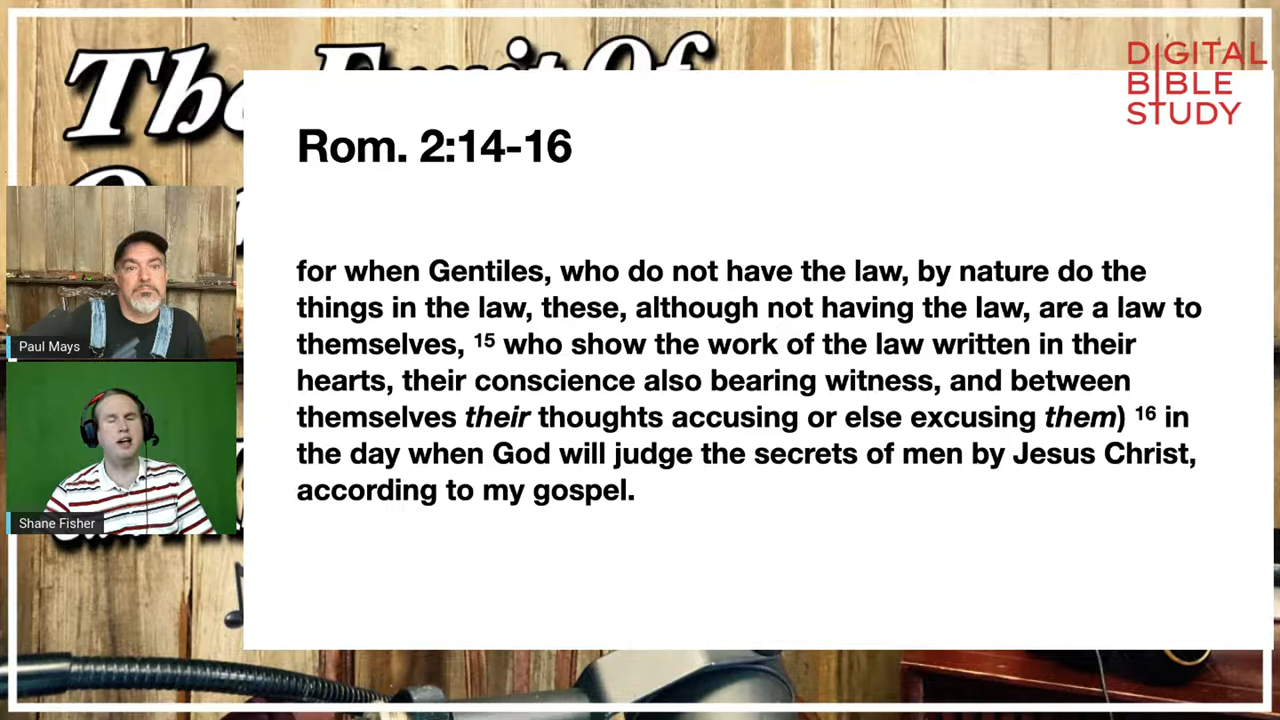 The Fruit Of
DIGITAL
BIBLE
STUDY
Rom. 2:14-16
for when Gentiles, who do not have the law, by nature do the
things in the law, these, although not having the law, are a law to
themselves, ¹⁵ who show the work of the law written in their
hearts, their conscience also bearing witness, and between
themselves their thoughts accusing or else excusing them) ¹⁶ in
the day when God will judge the secrets of men by Jesus Christ,
according to my gospel.
Paul Mays
Shane Fisher